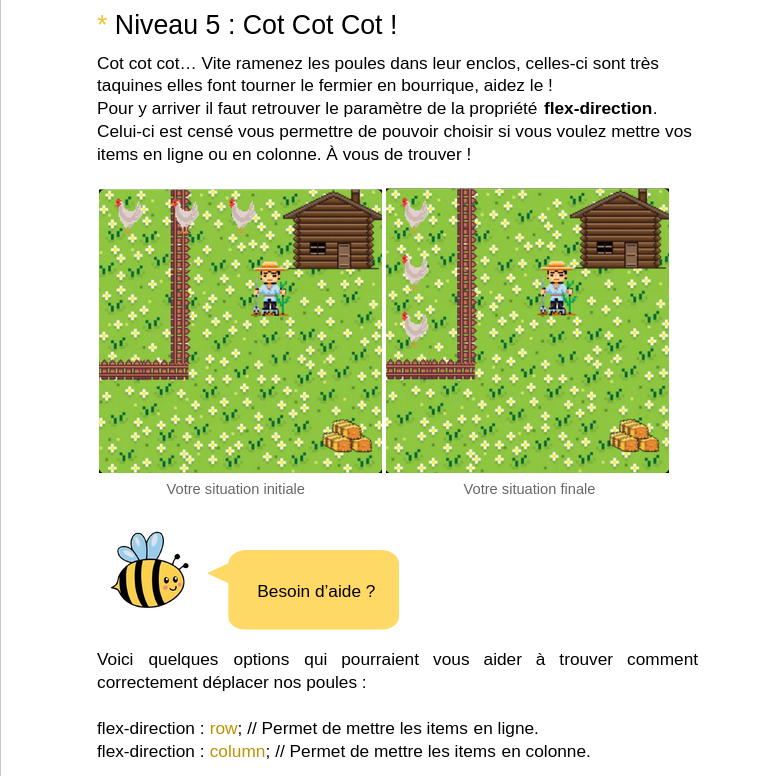 * Niveau 5 : Cot Cot Cot !
Cot cot cot… Vite ramenez les poules dans leur enclos, celles-ci sont très
taquines elles font tourner le fermier en bourrique, aidez le !
Pour y arriver il faut retrouver le paramètre de la propriété flex-direction.
Celui-ci est censé vous permettre de pouvoir choisir si vous voulez mettre vos
items en ligne ou en colonne. À vous de trouver !
Votre situation initiale
Votre situation finale
Besoin d’aide ?
Voici quelques options qui pourraient vous aider à trouver comment
correctement déplacer nos poules :
flex-direction : row; // Permet de mettre les items en ligne.
flex-direction : column; // Permet de mettre les items en colonne.